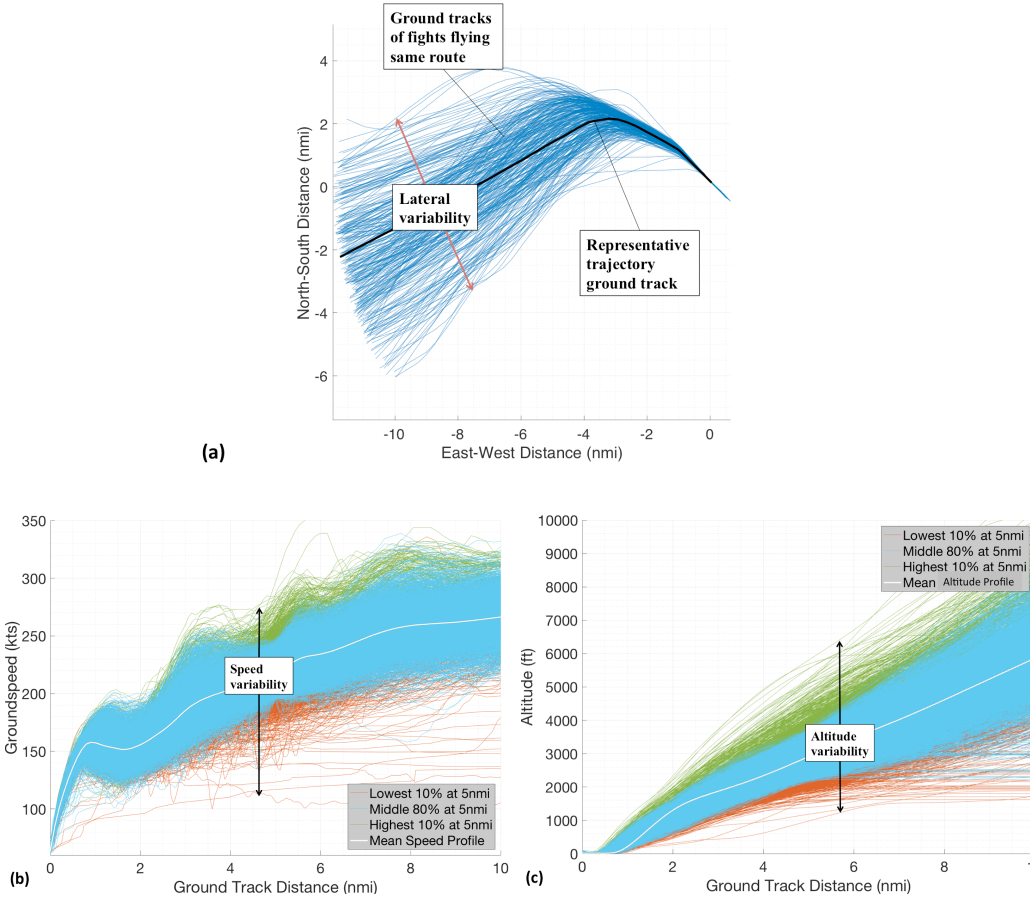 Ground tracks
of fights flying
same route
4
2
0
-2
-4
-6
North-South Distance (nmi)
Lateral
variability
Representative
trajectory
ground track
-10
-8
-6
-4
-2
0
East-West Distance (nmi)
(a)
350
300
250
200
150
100
Groundspeed (kts)
Speed
variability
Lowest 10% at 5nmi
Middle 80% at 5nmi
Highest 10% at 5nmi
Mean Speed Profile
0
2
4
6
8
10
Ground Track Distance (nmi)
(b)
10000
9000
8000
7000
6000
5000
4000
3000
2000
1000
0
Altitude (ft)
Lowest 10% at 5nmi
Middle 80% at 5nmi
Highest 10% at 5nmi
Mean Altitude Profile
Altitude
variability
0
2
4
6
8
1
Ground Track Distance (nmi)
(c)